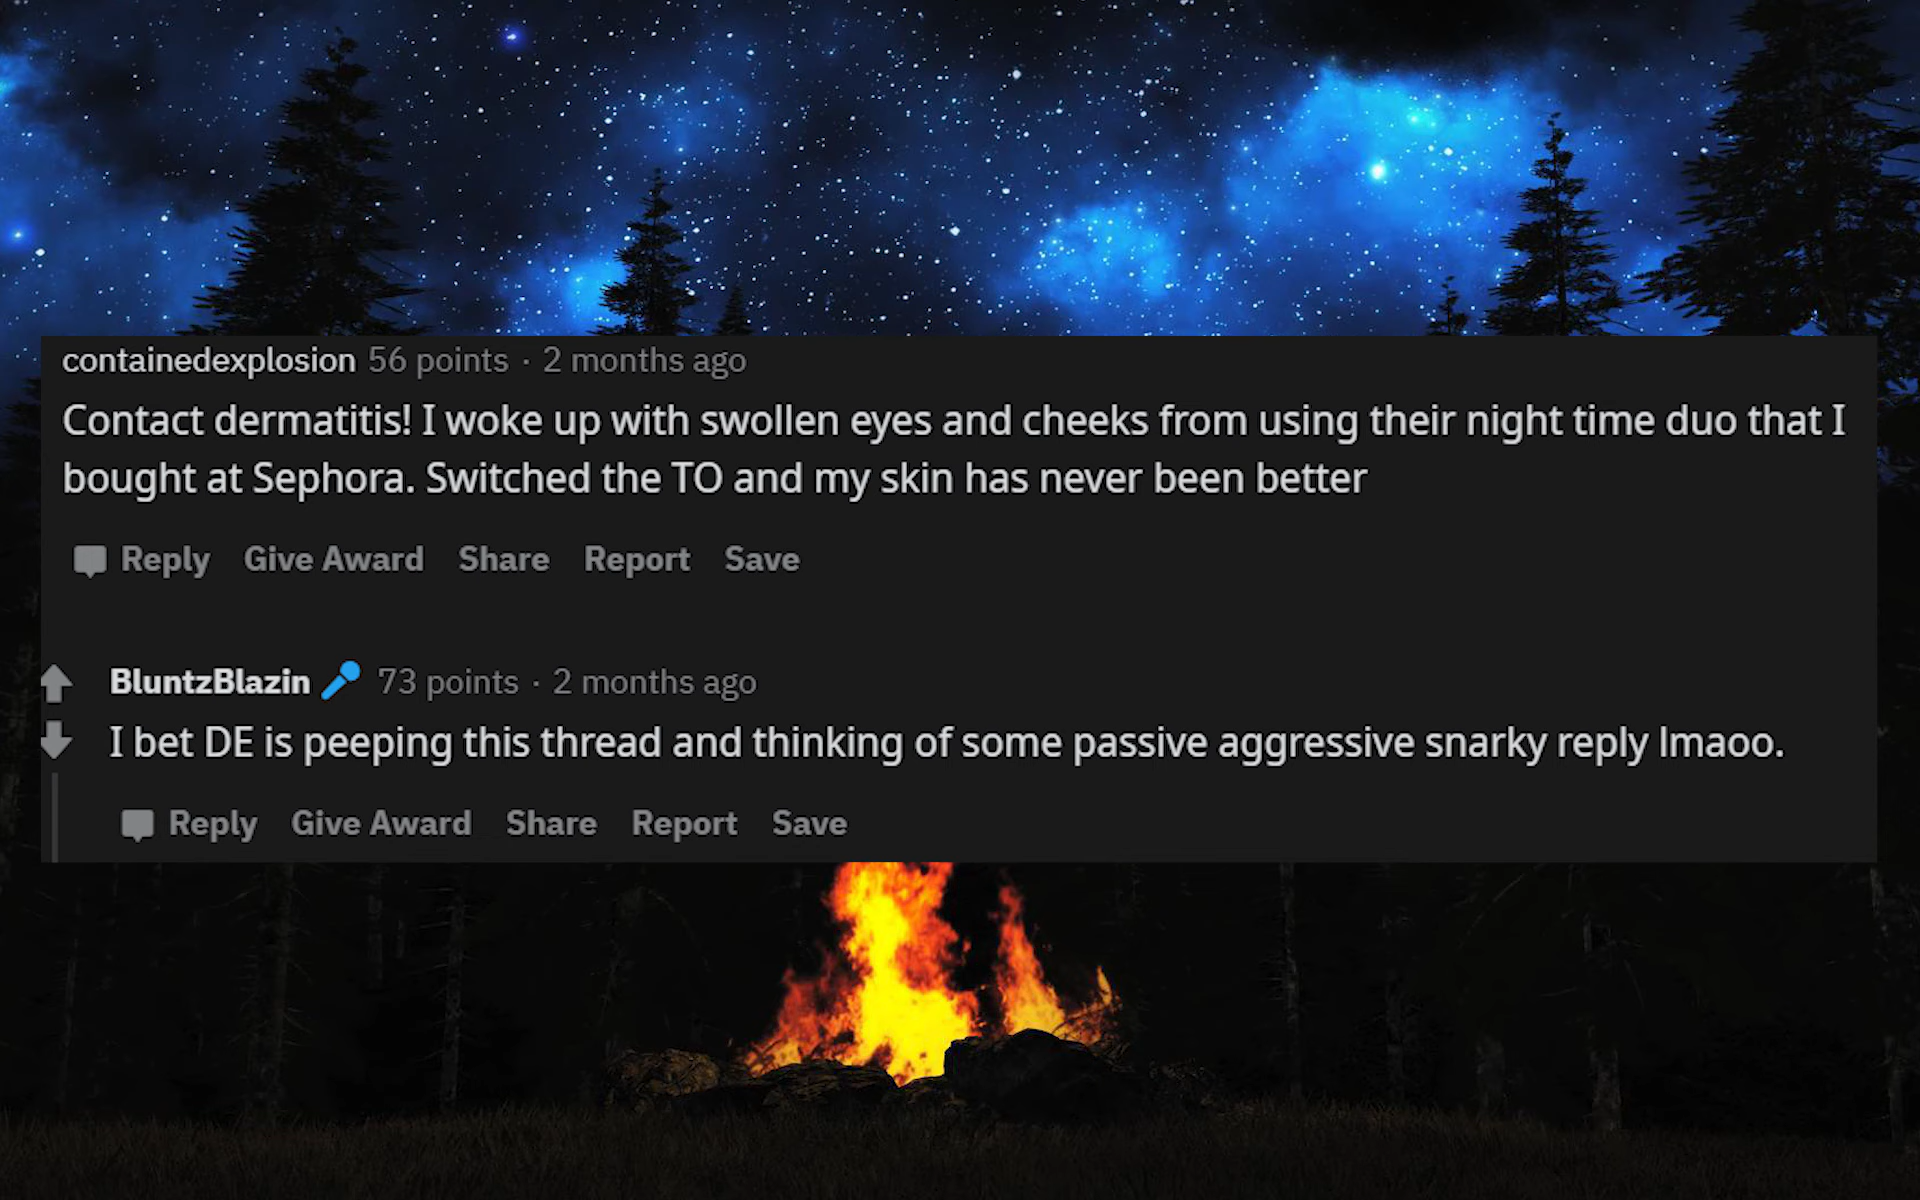 containedexplosion 56 points · 2 months ago
Contact dermatitis! I woke up with swollen eyes and cheeks from using their night time duo that I
bought at Sephora. Switched the TO and my skin has never been better
Reply Give Award Share Report Save
BluntzBlazin 73 points · 2 months ago
I bet DE is peeping this thread and thinking of some passive aggressive snarky reply lmaoo.
Reply Give Award Share Report Save